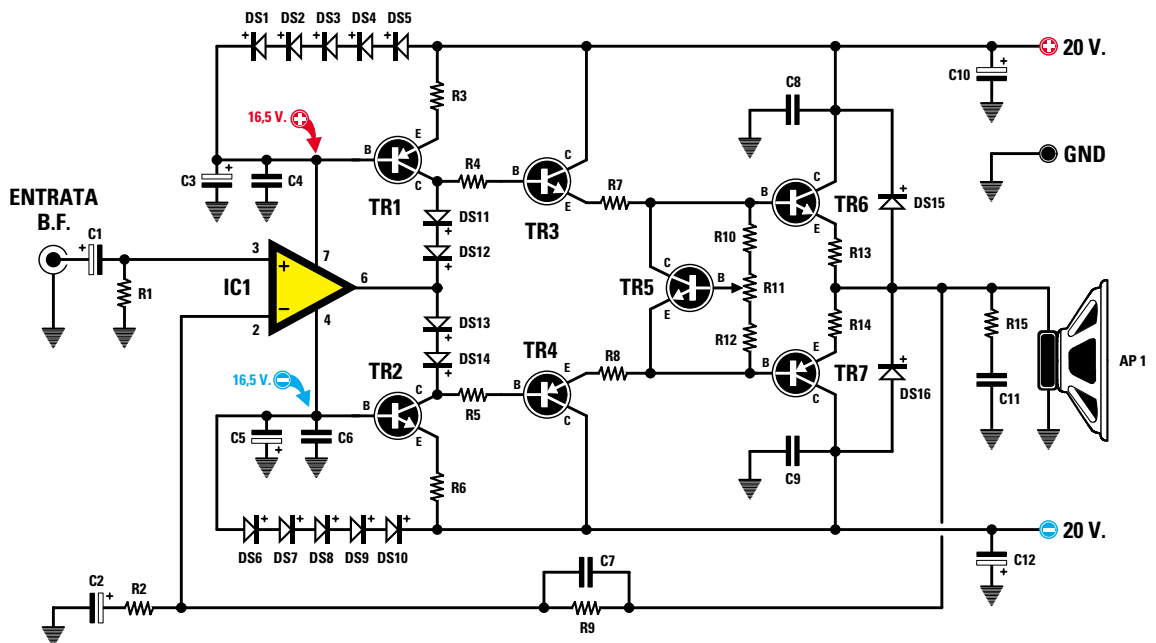 DS1 DS2 DS3 DS4 DS5
+ + + + +
20 V.
C10 +
R3
C8
16,5 V.
E
B
C
TR1
R4
B
C
E
TR3
R7
B
C
E
TR6
+
DS15
GND
C3 +
C4
ENTRATA
B.F.
C1
+
R1
3
+
7
IC1
6
−
2
4
DS11
+
DS12
+
C
TR5
B
E
R10
R11
R12
R13
R14
R15
AP 1
DS13
+
DS14
+
16,5 V.
TR2
C
B
E
R5
TR4
E
B
C
R8
E
B
C
TR7
+
DS16
C11
C5
+
C6
C9
R6
+ + + + +
DS6 DS7 DS8 DS9 DS10
20 V.
C12
+
C2
+
R2
C7
R9